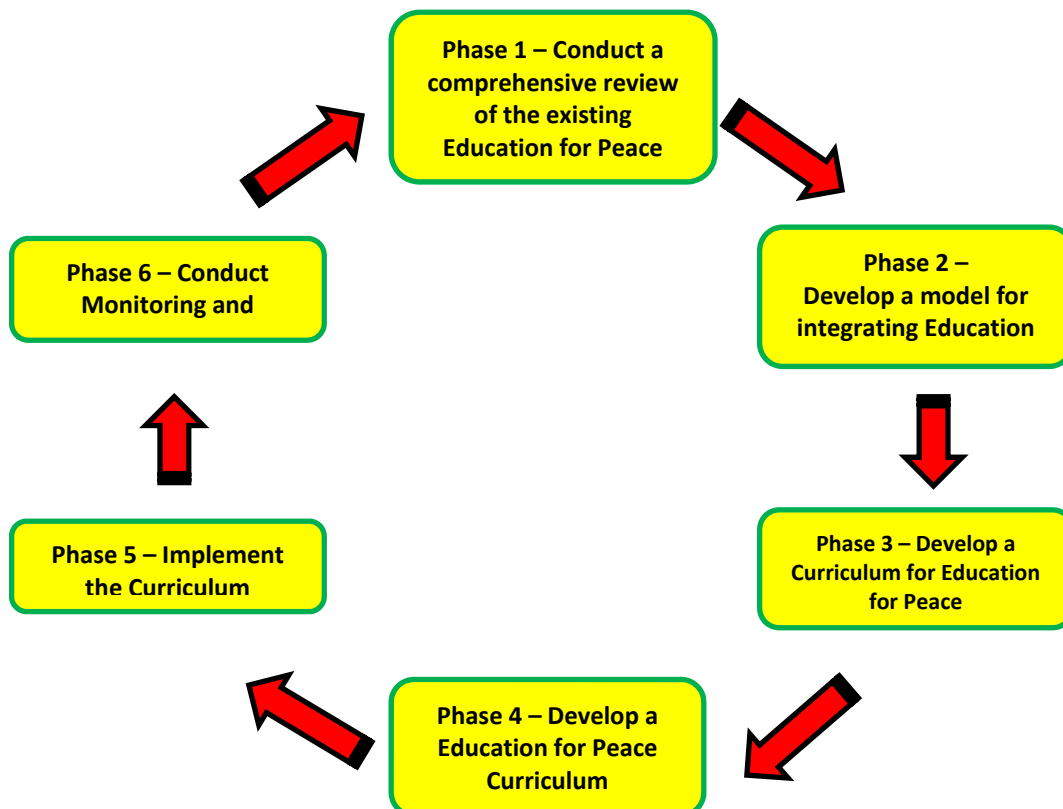 Phase 1 – Conduct a
comprehensive review
of the existing
Education for Peace
Phase 2 –
Develop a model for
integrating Education
Phase 3 – Develop a
Curriculum for Education
for Peace
Phase 4 – Develop a
Education for Peace
Curriculum
Phase 5 – Implement
the Curriculum
Phase 6 – Conduct
Monitoring and